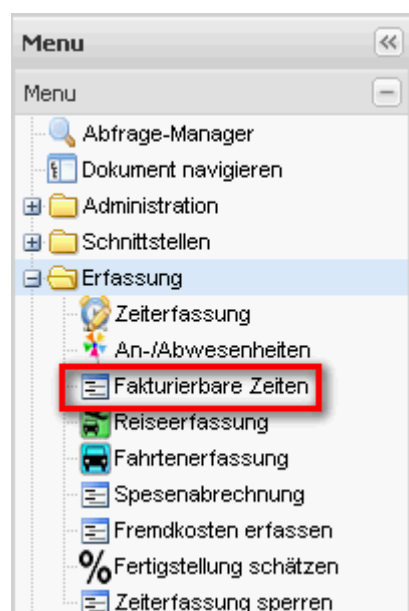 Menu
Menu
Abfrage-Manager
Dokument navigieren
Administration
Schnittstellen
Erfassung
Zeiterfassung
An-/Abwesenheiten
Fakturierbare Zeiten
Reiseerfassung
Fahrtenerfassung
Spesenabrechnung
Fremdkosten erfassen
% Fertigstellung schätzen
Zeiterfassung sperren